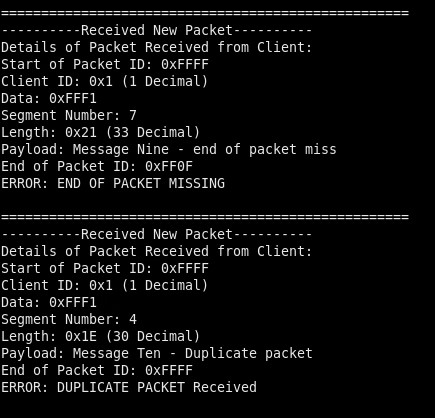 ===================================================
----------Received New Packet----------
Details of Packet Received from Client:
Start of Packet ID: 0xFFFF
Client ID: 0x1 (1 Decimal)
Data: 0xFFF1
Segment Number: 7
Length: 0x21 (33 Decimal)
Payload: Message Nine - end of packet miss
End of Packet ID: 0xFF0F
ERROR: END OF PACKET MISSING
===================================================
----------Received New Packet----------
Details of Packet Received from Client:
Start of Packet ID: 0xFFFF
Client ID: 0x1 (1 Decimal)
Data: 0xFFF1
Segment Number: 4
Length: 0x1E (30 Decimal)
Payload: Message Ten - Duplicate packet
End of Packet ID: 0xFFFF
ERROR: DUPLICATE PACKET Received